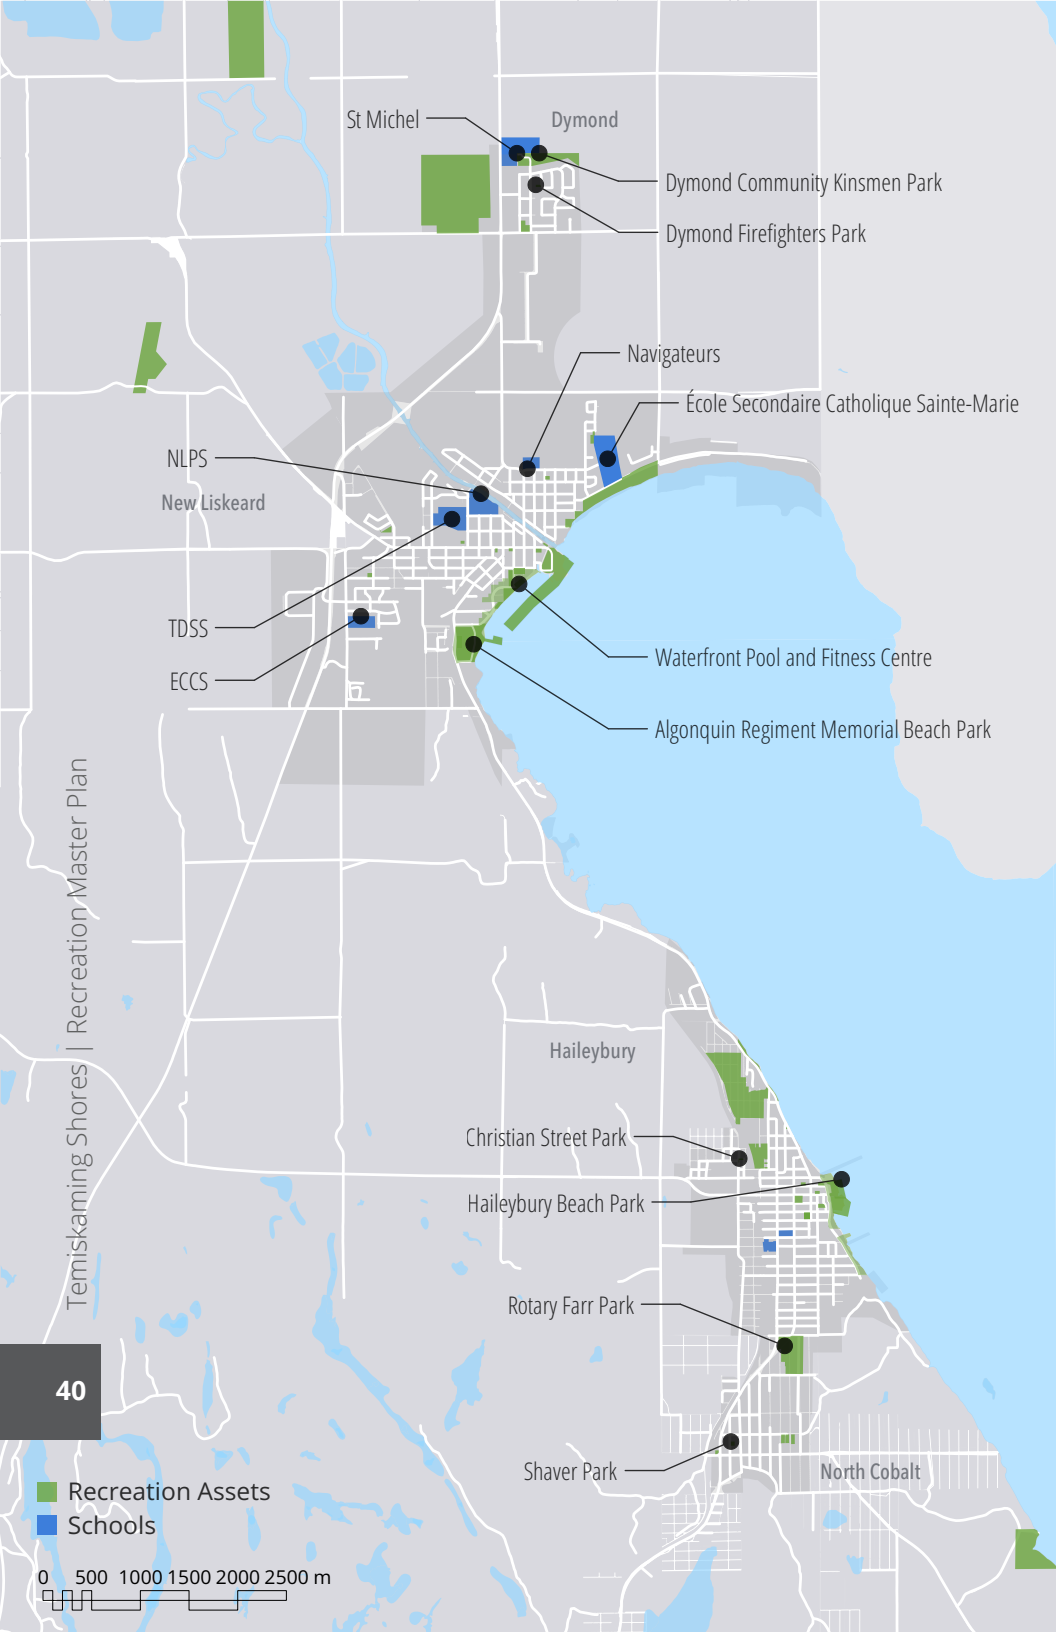 St Michel
Dymond
Dymond Community Kinsmen Park
Dymond Firefighters Park
Navigateurs
École Secondaire Catholique Sainte-Marie
NLPS
New Liskeard
TDSS
ECCS
Waterfront Pool and Fitness Centre
Algonquin Regiment Memorial Beach Park
Temiskaming Shores | Recreation Master Plan
Haileybury
Christian Street Park
Haileybury Beach Park
Rotary Farr Park
40
Shaver Park
North Cobalt
Recreation Assets
Schools
0 500 1000 1500 2000 2500 m